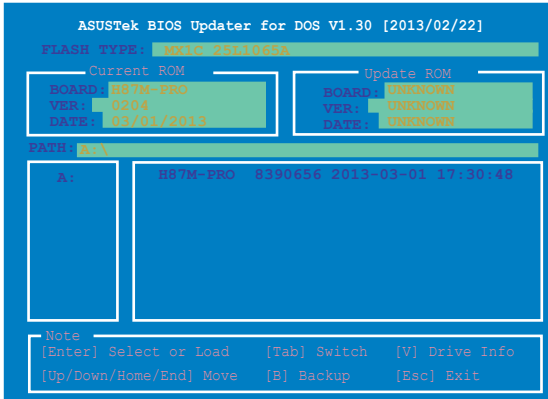 ASUSTek BIOS Updater for DOS V1.30 [2013/02/22]
FLASH TYPE: MX1C 25L1065A
Current ROM
BOARD: H87M-PRO
VER: 0204
DATE: 03/01/2013
Update ROM
BOARD: UNKNOWN
VER: UNKNOWN
DATE: UNKNOWN
PATH: A:\
A:
H87M-PRO 8390656 2013-03-01 17:30:48
Note
[Enter] Select or Load [Tab] Switch [V] Drive Info
[Up/Down/Home/End] Move [B] Backup [Esc] Exit